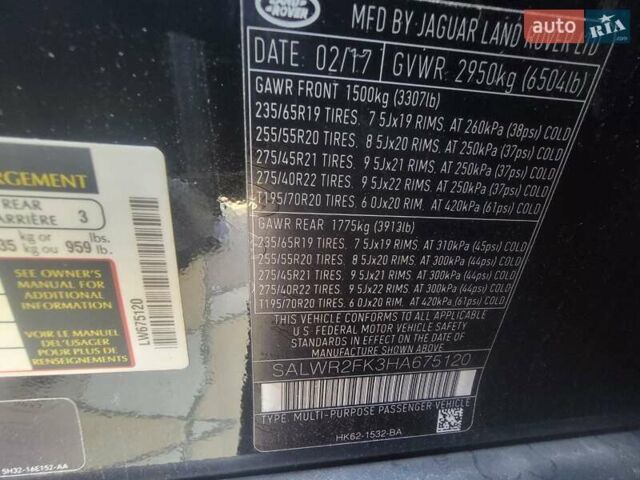 LAND
ROVER
MFD BY JAGUAR LAND ROVER LTD
DATE: 02/17 GVWR 2950kg (6504lb)
GAWR FRONT 1500kg (3307lb)
235/65R19 TIRES. 7 5Jx19 RIMS. AT 260kPa (38psi) COLD
255/55R20 TIRES. 8 5Jx20 RIMS. AT 250kPa (37psi) COLD
275/45R21 TIRES. 9 5Jx21 RIMS. AT 250kPa (37psi) COLD
275/40R22 TIRES. 9 5Jx22 RIMS. AT 250kPa (37psi) COLD
T195/70R20 TIRES. 6 0Jx20 RIM. AT 420kPa (61psi) COLD
GAWR REAR 1775kg (3913lb)
235/65R19 TIRES. 7 5Jx19 RIMS. AT 310kPa (45psi) COLD
255/55R20 TIRES. 8 5Jx20 RIMS. AT 300kPa (44psi) COLD
275/45R21 TIRES. 9 5Jx21 RIMS. AT 300kPa (44psi) COLD
275/40R22 TIRES. 9 5Jx22 RIMS. AT 300kPa (44psi) COLD
T195/70R20 TIRES. 6 0Jx20 RIM. AT 420kPa (61psi) COLD
THIS VEHICLE CONFORMS TO ALL APPLICABLE
U.S. FEDERAL MOTOR VEHICLE SAFETY
STANDARDS IN EFFECT ON THE DATE OF
MANUFACTURE SHOWN ABOVE.
SALWR2FK3HA675120
TYPE: MULTI-PURPOSE PASSENGER VEHICLE
HK62-1532-BA
RGEMENT
REAR
ARRIÈRE 3
35 kg or 959 lbs.
kg ou lb.
SEE OWNER'S
MANUAL FOR
ADDITIONAL
INFORMATION
VOIR LE MANUEL
DEL'USAGER
POUR PLUS
LW675120
5H32-16E152-AA
auto RIA.com